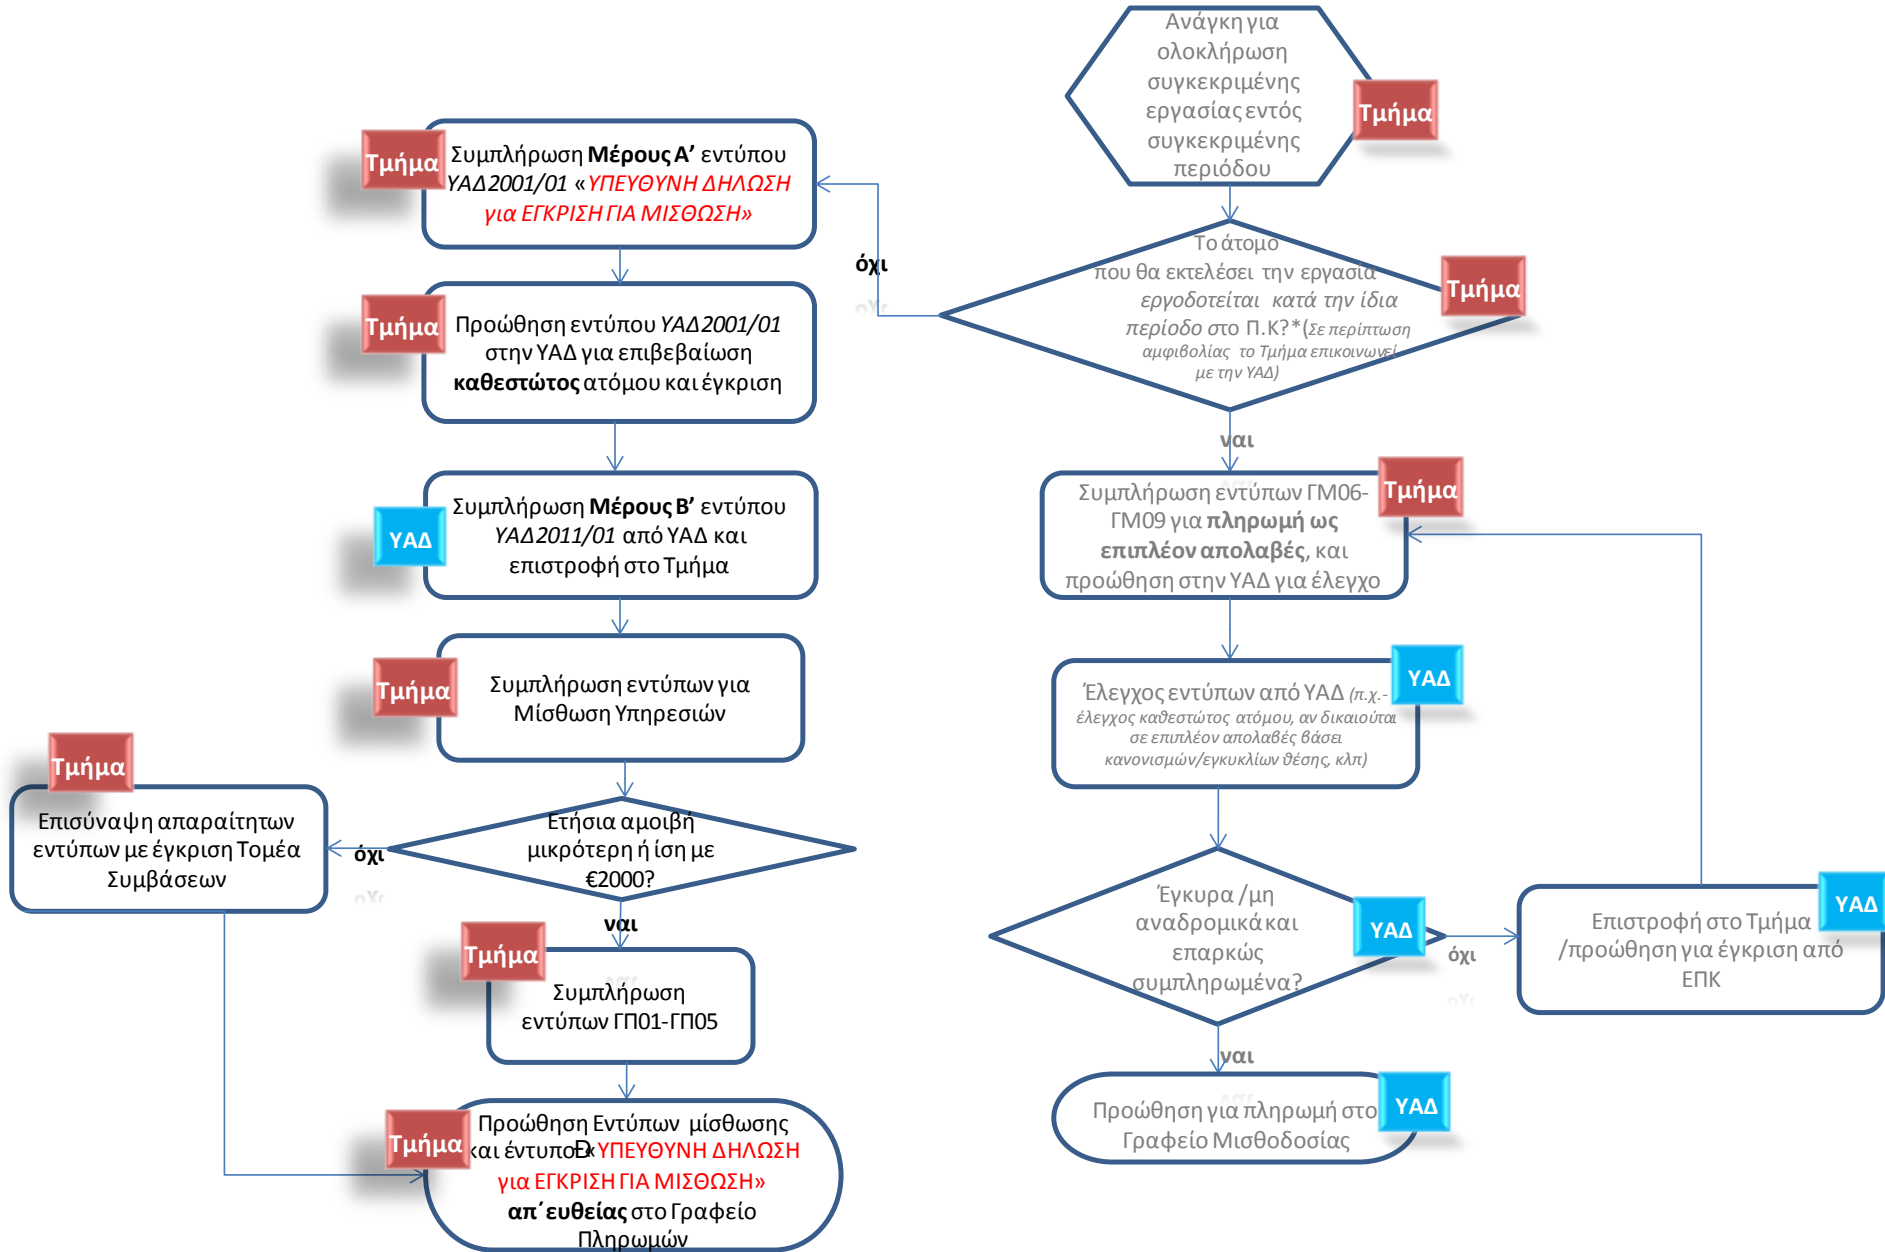 Ανάγκη για
ολοκλήρωση
συγκεκριμένης
εργασίας εντός
συγκεκριμένης
περιόδου
Τμήμα
Το άτομο
που θα εκτελέσει την εργασία
εργοδοτείται κατά την ίδια
περίοδο στο Π.Κ?*(Σε περίπτωση
αμφιβολίας το Τμήμα επικοινωνεί
με την ΥΑΔ)
Τμήμα
όχι
ναι
Τμήμα
Συμπλήρωση Μέρους Α’ εντύπου
ΥΑΔ2001/01 «ΥΠΕΥΘΥΝΗ ΔΗΛΩΣΗ
για ΕΓΚΡΙΣΗ ΓΙΑ ΜΙΣΘΩΣΗ»
Τμήμα
Προώθηση εντύπου ΥΑΔ2001/01
στην ΥΑΔ για επιβεβαίωση
καθεστώτος ατόμου και έγκριση
ΥΑΔ
Συμπλήρωση Μέρους Β’ εντύπου
ΥΑΔ2011/01 από ΥΑΔ και
επιστροφή στο Τμήμα
Τμήμα
Συμπλήρωση εντύπων για
Μίσθωση Υπηρεσιών
Ετήσια αμοιβή
μικρότερη ή ίση με
€2000?
όχι
ναι
Τμήμα
Επισύναψη απαραίτητων
εντύπων με έγκριση Τομέα
Συμβάσεων
Τμήμα
Συμπλήρωση
εντύπων ΓΠ01-ΓΠ05
Τμήμα
Προώθηση Εντύπων μίσθωσης
και έντυπο «ΥΠΕΥΘΥΝΗ ΔΗΛΩΣΗ
για ΕΓΚΡΙΣΗ ΓΙΑ ΜΙΣΘΩΣΗ»
απ΄ευθείας στο Γραφείο
Πληρωμών
Τμήμα
Συμπλήρωση εντύπων ΓΜ06-
ΓΜ09 για πληρωμή ως
επιπλέον απολαβές, και
προώθηση στην ΥΑΔ για έλεγχο
ΥΑΔ
Έλεγχος εντύπων από ΥΑΔ (π.χ.-
έλεγχος καθεστώτος ατόμου, αν δικαιούται
σε επιπλέον απολαβές βάσει
κανονισμών/εγκυκλίων θέσης, κλπ)
Έγκυρα /μη
αναδρομικά και
επαρκώς
συμπληρωμένα?
ΥΑΔ
όχι
ναι
ΥΑΔ
Επιστροφή στο Τμήμα
/προώθηση για έγκριση από
ΕΠΚ
ΥΑΔ
Προώθηση για πληρωμή στο
Γραφείο Μισθοδοσίας